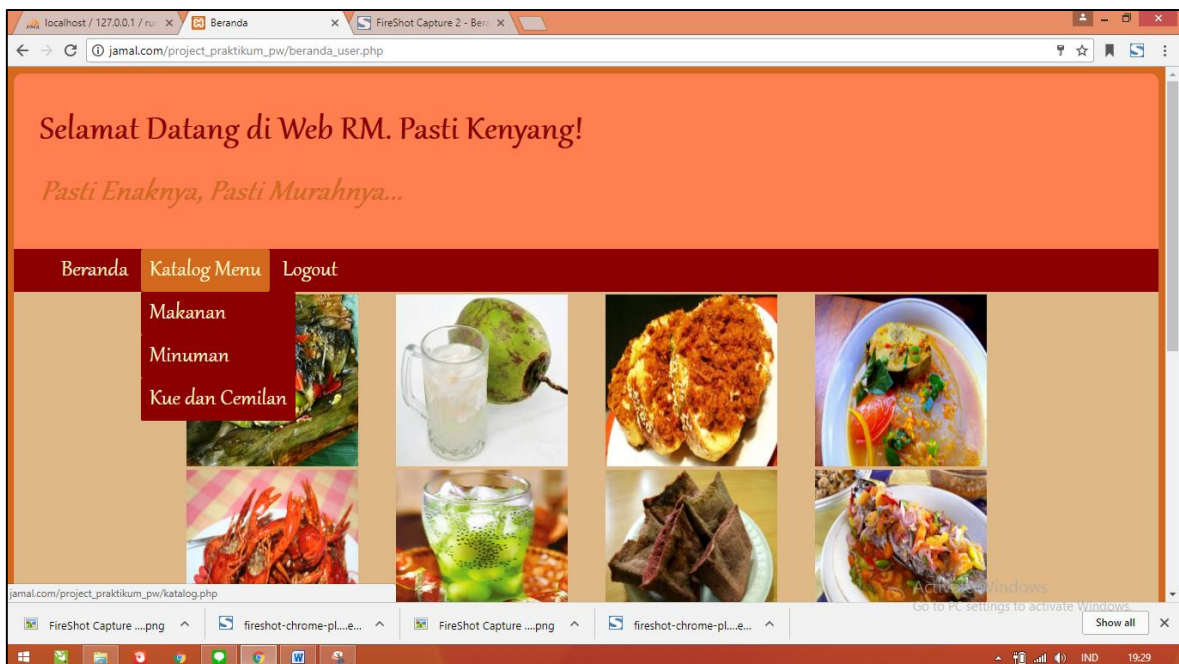 localhost / 127.0.0.1 / ru
Beranda
FireShot Capture 2 - Ber
jamal.com/project_praktikum_pw/beranda_user.php
Selamat Datang di Web RM. Pasti Kenyang!
Pasti Enaknya, Pasti Murahnya...
Beranda Katalog Menu Logout
Makanan
Minuman
Kue dan Cemilan
jamal.com/project_praktikum_pw/katalog.php
Activate Windows
Go to PC settings to activate Windows.
FireShot Capture ....png fireshot-chrome-pl....e... FireShot Capture ....png fireshot-chrome-pl....e... Show all
IND 19:29